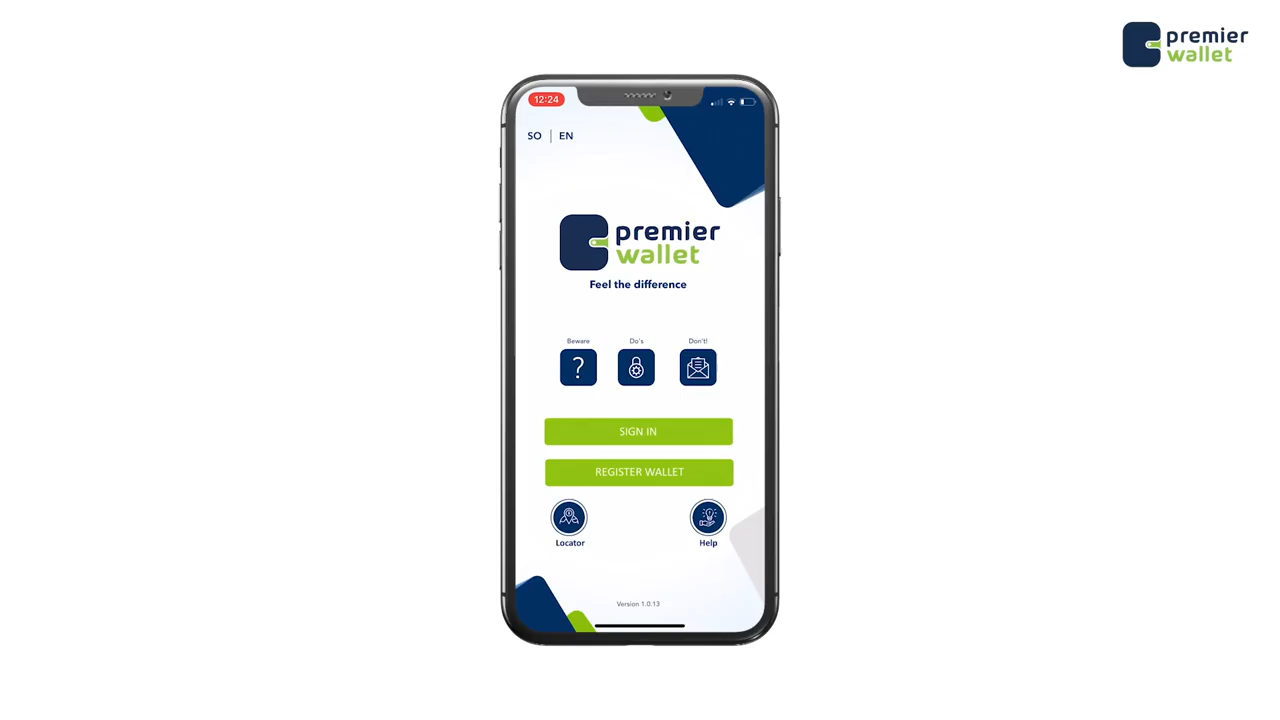 premier
wallet
12:24
SO | EN
premier
wallet
Feel the difference
Beware
Do's
Don't!
SIGN IN
REGISTER WALLET
Locator
Help
Version 1.0.13